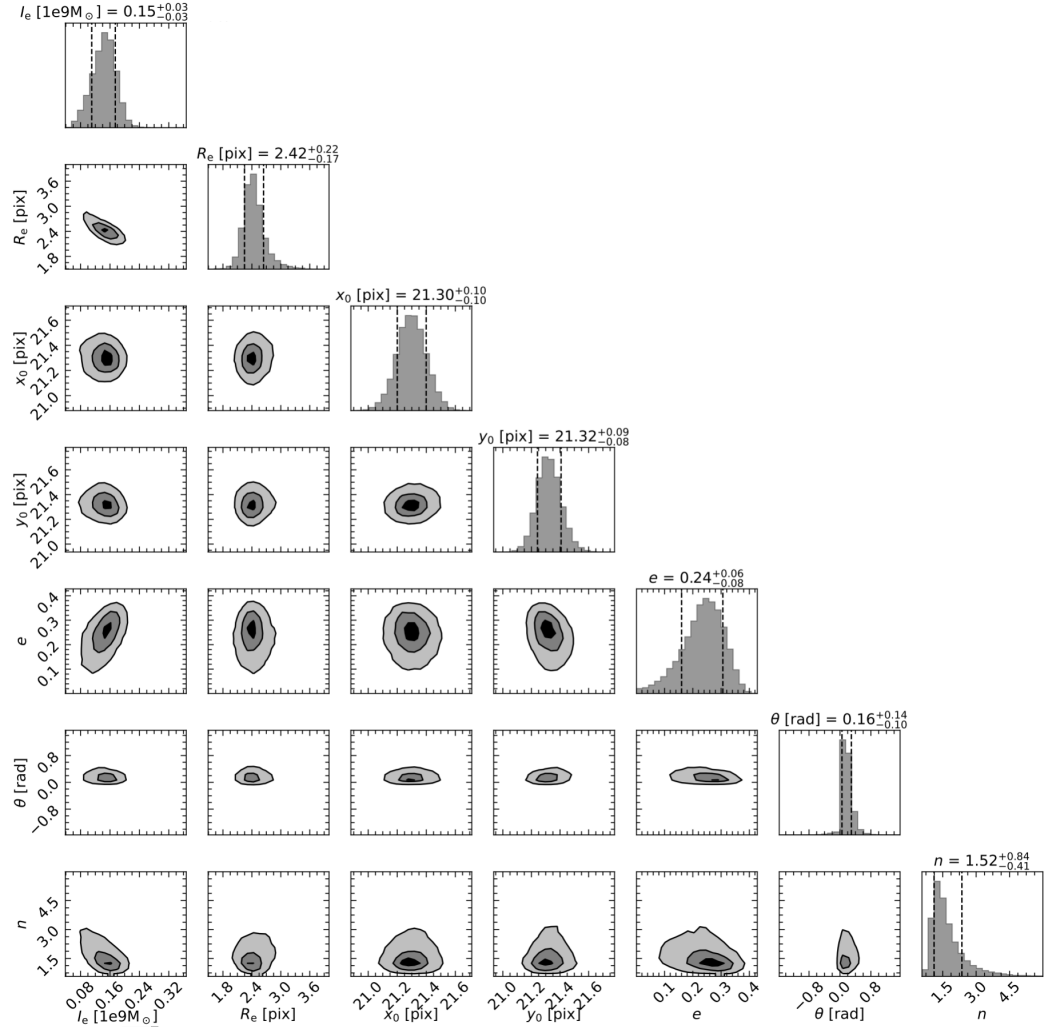 I_e [1e9M_⊙] = 0.15^{+0.03}_{−0.03}
R_e [pix] = 2.42^{+0.22}_{−0.17}
R_e [pix]
3.6
3.0
2.4
1.8
x_0 [pix] = 21.30^{+0.10}_{−0.10}
x_0 [pix]
21.6
21.4
21.2
21.0
y_0 [pix] = 21.32^{+0.09}_{−0.08}
y_0 [pix]
21.6
21.4
21.2
21.0
e = 0.24^{+0.06}_{−0.08}
e
0.4
0.3
0.2
0.1
θ [rad] = 0.16^{+0.14}_{−0.10}
θ [rad]
0.8
0.0
−0.8
n = 1.52^{+0.84}_{−0.41}
n
4.5
3.0
1.5
0.08 0.16 0.24 0.32 1.8 2.4 3.0 3.6 21.0 21.2 21.4 21.6 21.0 21.2 21.4 21.6 0.1 0.2 0.3 0.4 −0.8 0.0 0.8 1.5 3.0 4.5
I_e [1e9M_⊙] R_e [pix] x_0 [pix] y_0 [pix] e θ [rad] n